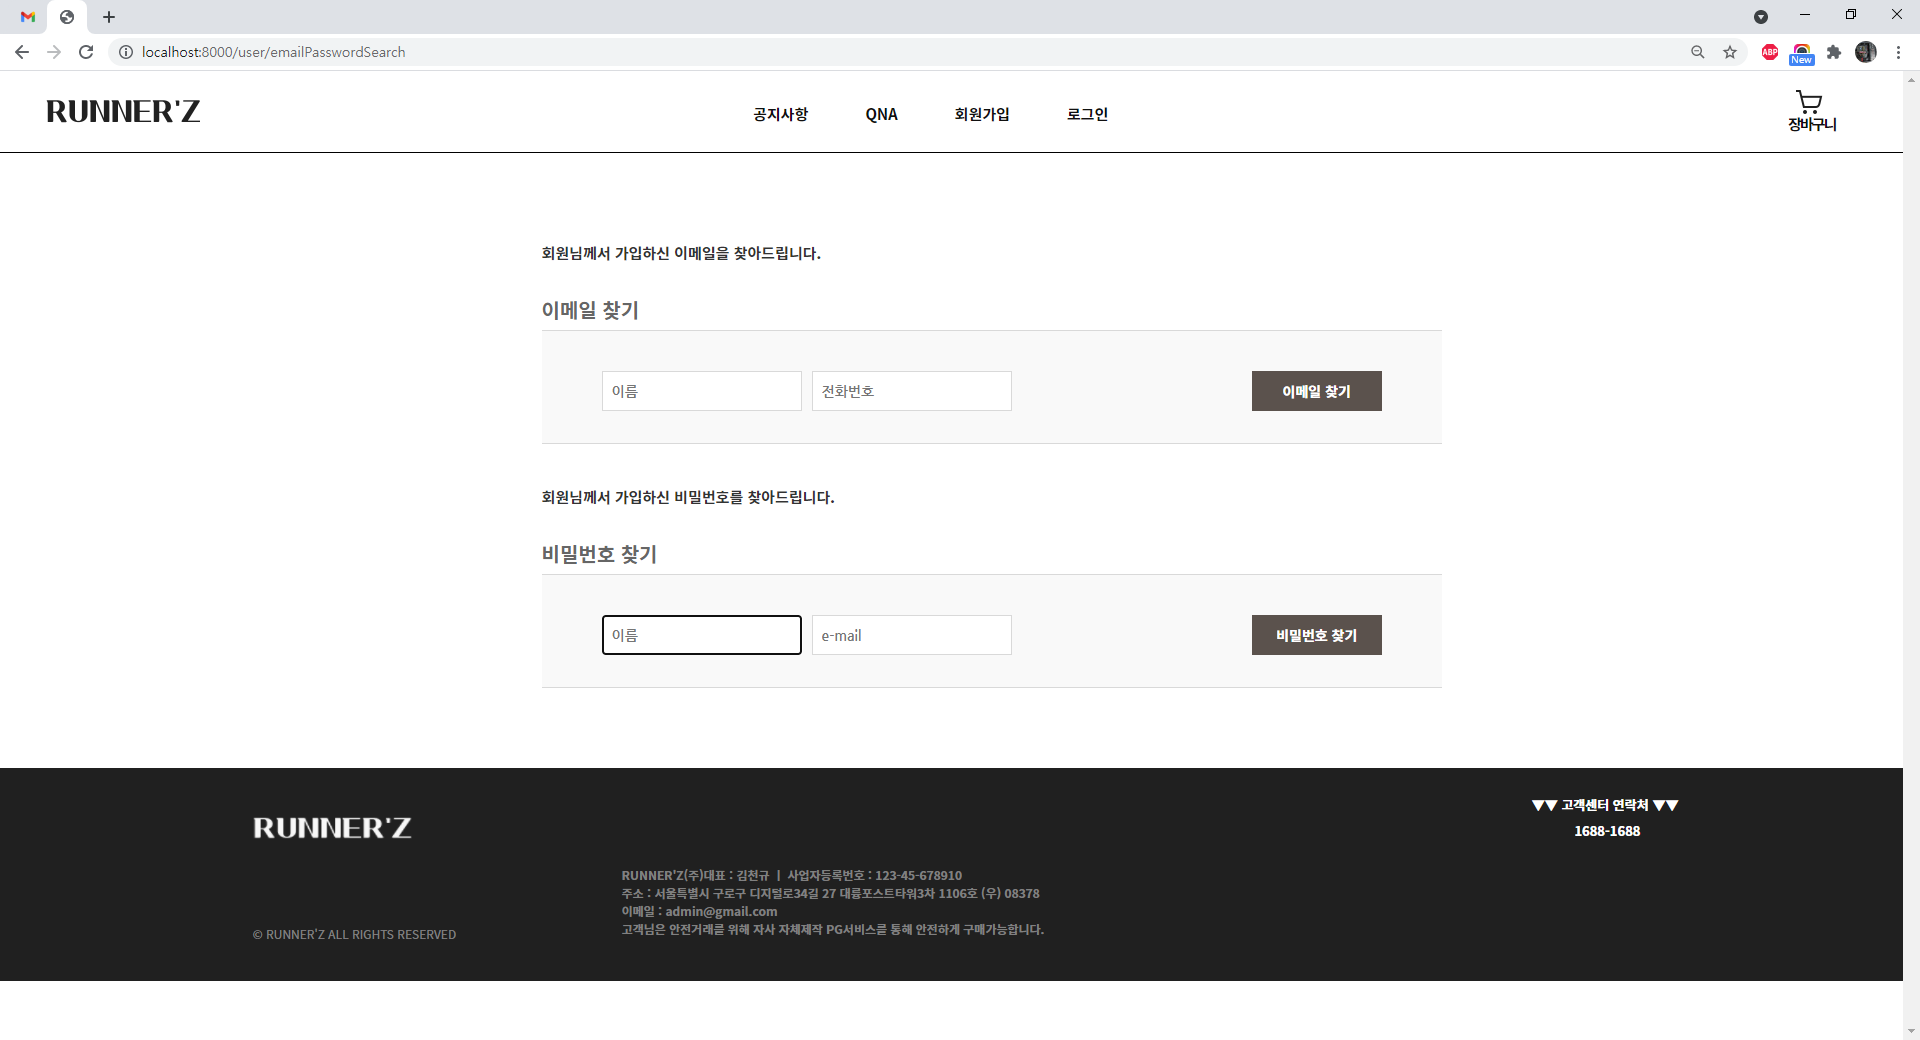 localhost:8000/user/emailPasswordSearch
ABP
New
RUNNER'Z
공지사항 QNA 회원가입 로그인
장바구니
회원님께서 가입하신 이메일을 찾아드립니다.
이메일 찾기
이름 전화번호 이메일 찾기
회원님께서 가입하신 비밀번호를 찾아드립니다.
비밀번호 찾기
이름 e-mail 비밀번호 찾기
▼▼ 고객센터 연락처 ▼▼
1688-1688
RUNNER'Z
RUNNER'Z(주)대표 : 김천규 ㅣ 사업자등록번호 : 123-45-678910
주소 : 서울특별시 구로구 디지털로34길 27 대륭포스트타워3차 1106호 (우) 08378
이메일 : admin@gmail.com
고객님은 안전거래를 위해 자사 자체제작 PG서비스를 통해 안전하게 구매가능합니다.
© RUNNER'Z ALL RIGHTS RESERVED